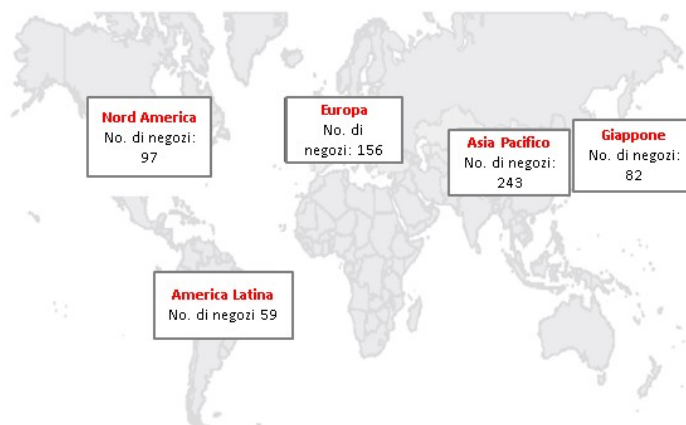 Nord America
No. di negozi:
97
Europa
No. di
negozi: 156
Asia Pacifico
No. di negozi:
243
Giappone
No. di negozi:
82
America Latina
No. di negozi 59